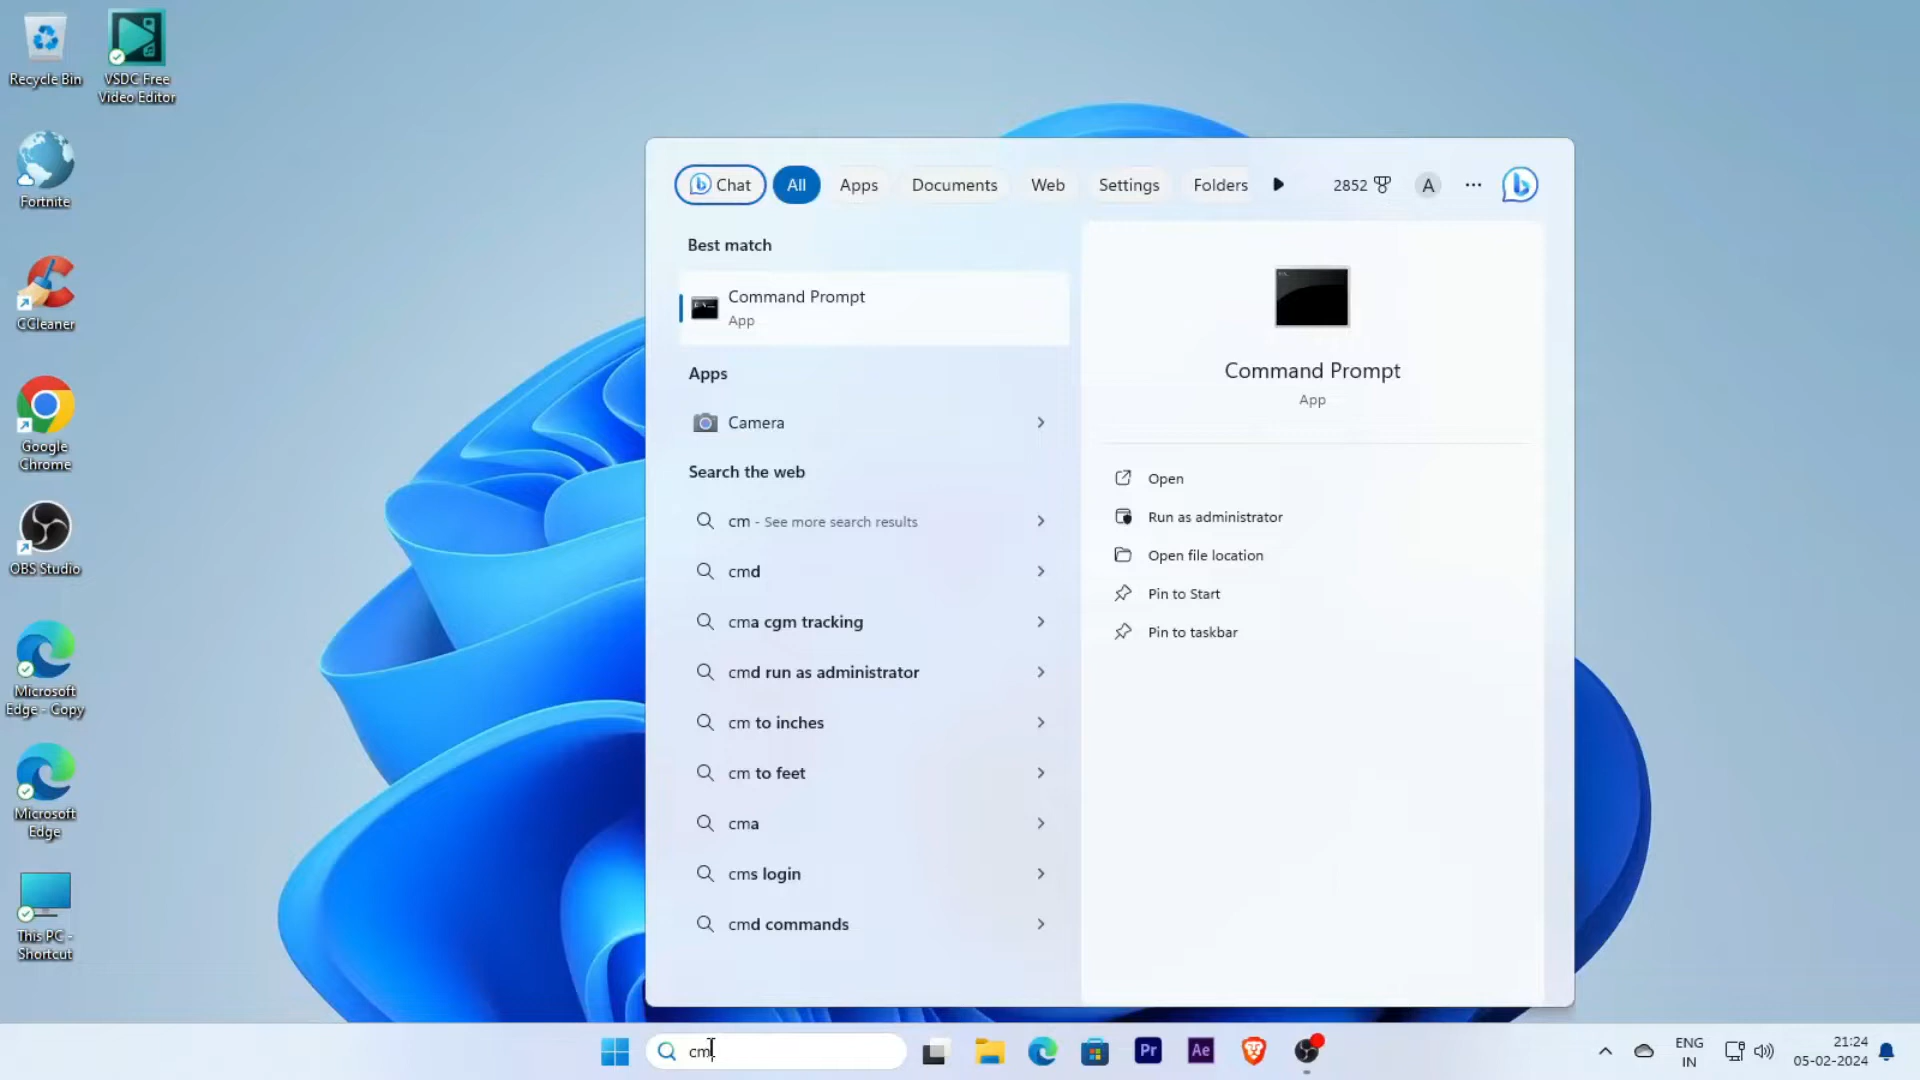 Recycle Bin
VSDC Free
Video Editor
Fortnite
CCleaner
Google
Chrome
OBS Studio
Microsoft
Edge - Copy
Microsoft
Edge
This PC -
Shortcut
Chat
All
Apps
Documents
Web
Settings
Folders
2852
A
Best match
Command Prompt
App
Apps
Camera
Search the web
cm - See more search results
cmd
cma cgm tracking
cmd run as administrator
cm to inches
cm to feet
cma
cms login
cmd commands
Command Prompt
App
Open
Run as administrator
Open file location
Pin to Start
Pin to taskbar
cm
Pr
Ae
ENG
IN
21:24
05-02-2024